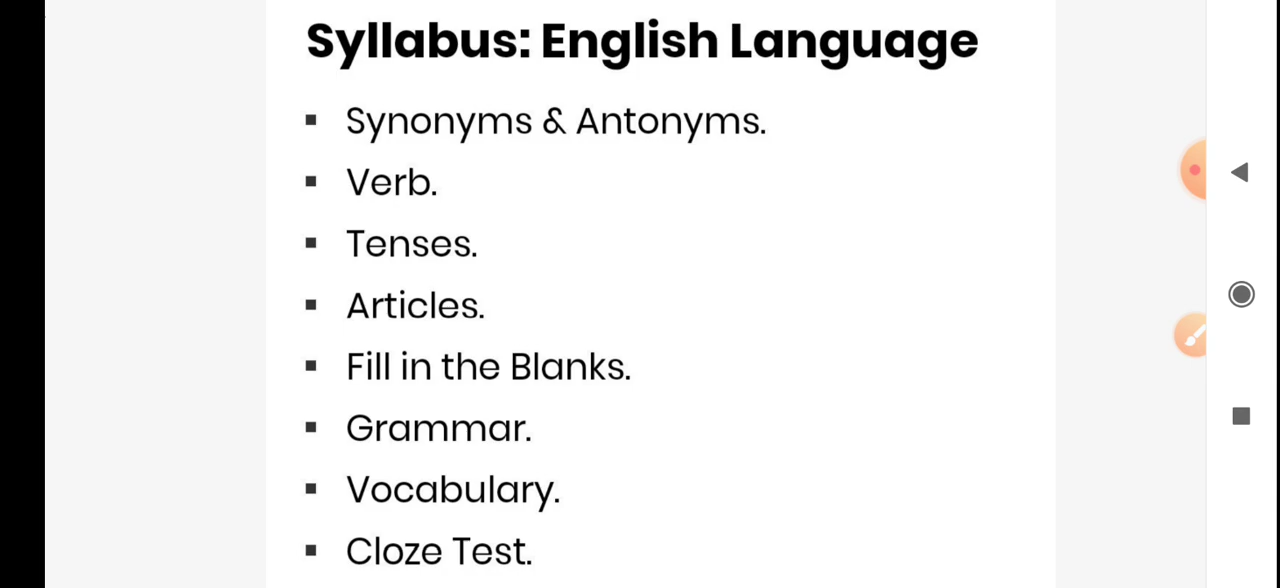 Syllabus: English Language
▪ Synonyms & Antonyms.
▪ Verb.
▪ Tenses.
▪ Articles.
▪ Fill in the Blanks.
▪ Grammar.
▪ Vocabulary.
▪ Cloze Test.